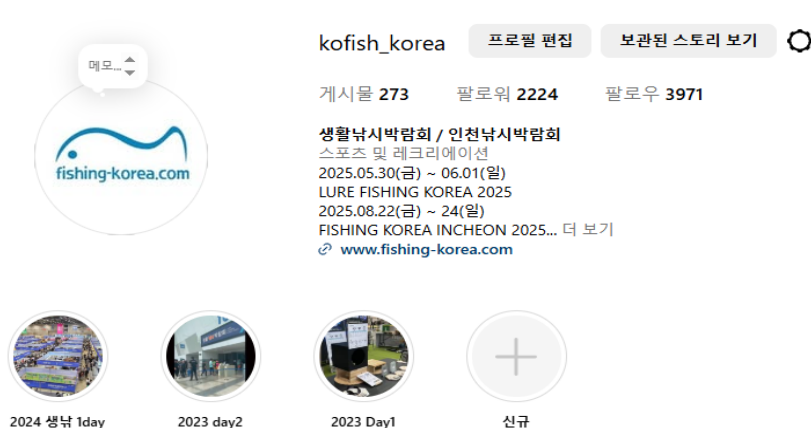 kofish_korea 프로필 편집 보관된 스토리 보기
메모...
게시물 273 팔로워 2224 팔로우 3971
생활낚시박람회 / 인천낚시박람회
스포츠 및 레크리에이션
2025.05.30(금) ~ 06.01(일)
LURE FISHING KOREA 2025
2025.08.22(금) ~ 24(일)
FISHING KOREA INCHEON 2025... 더 보기
www.fishing-korea.com
fishing-korea.com
2024 생낚 1day 2023 day2 2023 Day1 신규